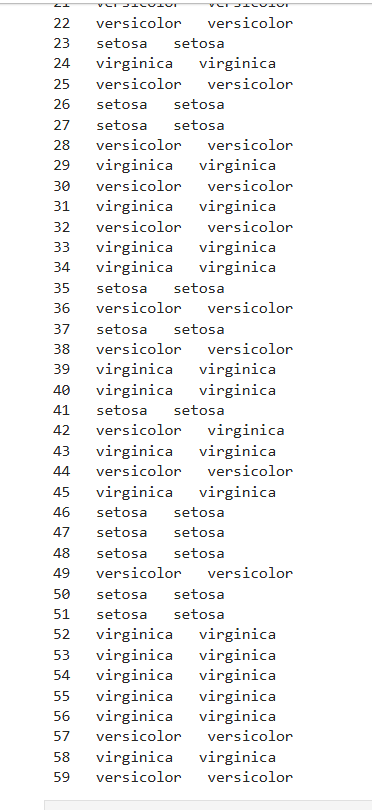 22 versicolor versicolor
23 setosa setosa
24 virginica virginica
25 versicolor versicolor
26 setosa setosa
27 setosa setosa
28 versicolor versicolor
29 virginica virginica
30 versicolor versicolor
31 virginica virginica
32 versicolor versicolor
33 virginica virginica
34 virginica virginica
35 setosa setosa
36 versicolor versicolor
37 setosa setosa
38 versicolor versicolor
39 virginica virginica
40 virginica virginica
41 setosa setosa
42 versicolor virginica
43 virginica virginica
44 versicolor versicolor
45 virginica virginica
46 setosa setosa
47 setosa setosa
48 setosa setosa
49 versicolor versicolor
50 setosa setosa
51 setosa setosa
52 virginica virginica
53 virginica virginica
54 virginica virginica
55 virginica virginica
56 virginica virginica
57 versicolor versicolor
58 virginica virginica
59 versicolor versicolor